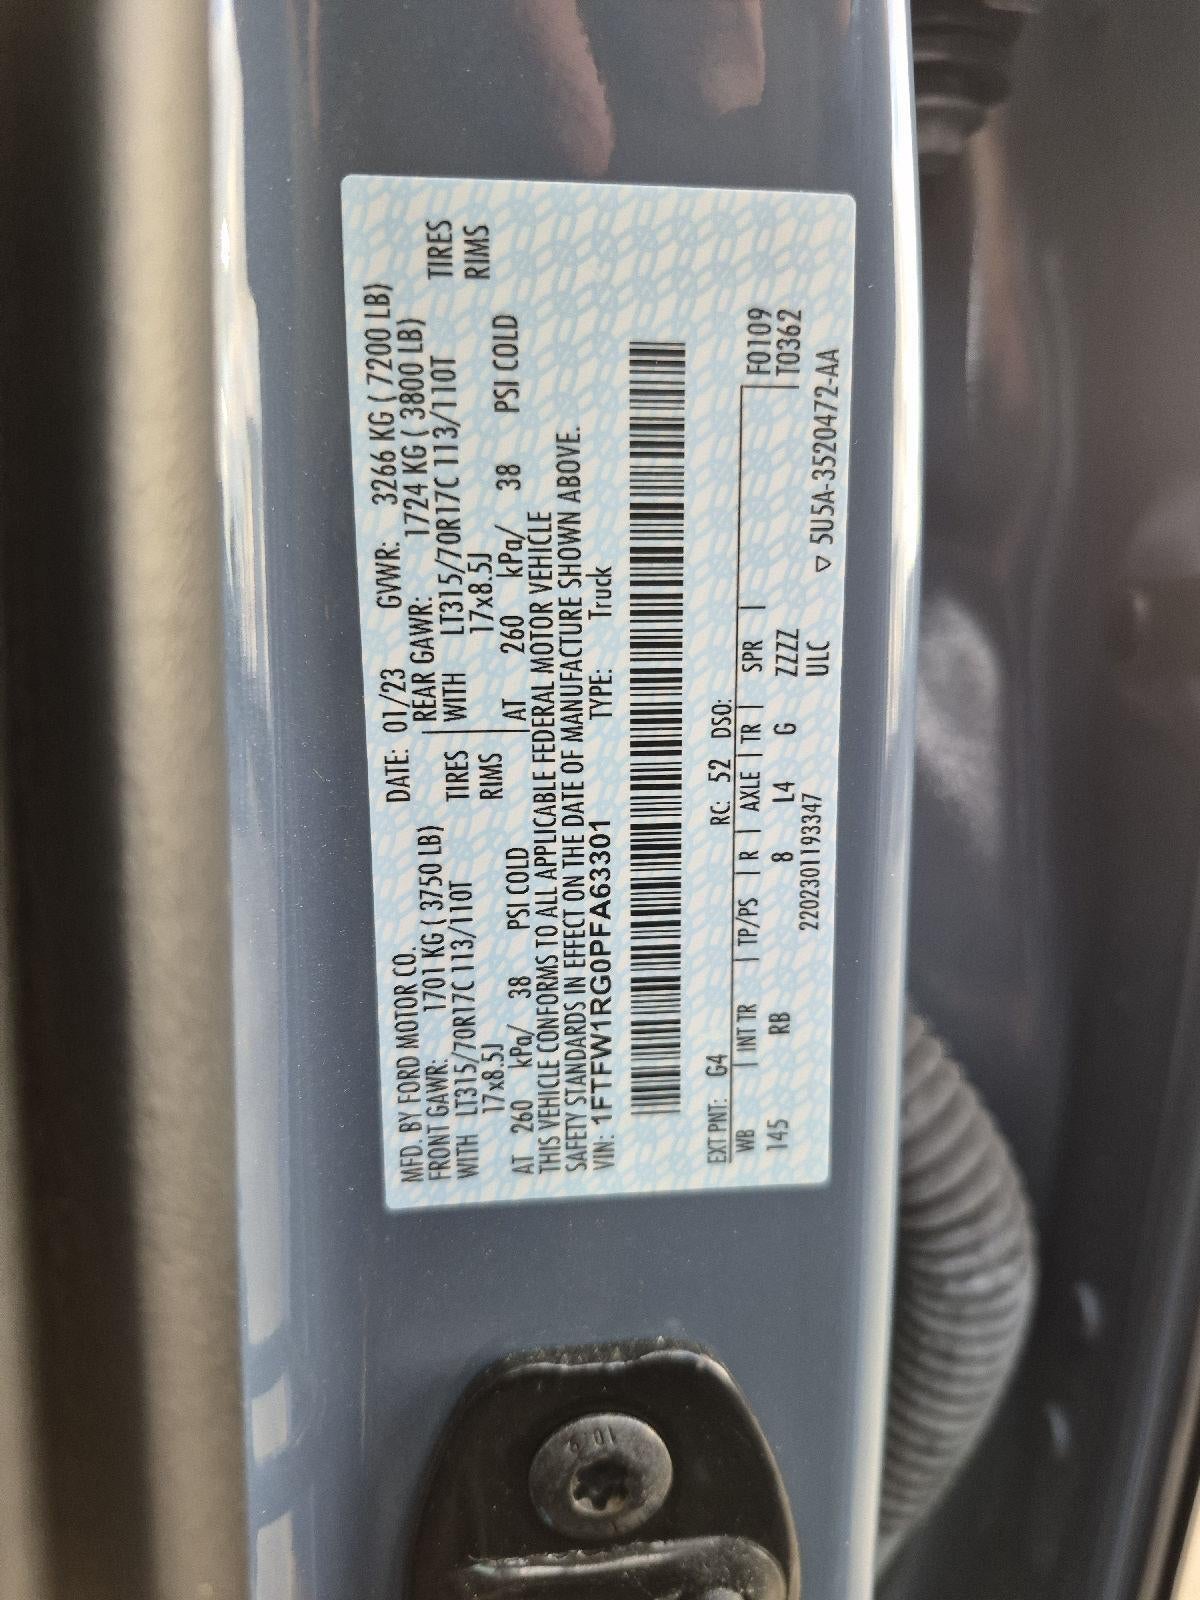 MFD. BY FORD MOTOR CO. DATE: 01/23 GVWR: 3266 KG ( 7200 LB)
FRONT GAWR: 1701 KG ( 3750 LB) REAR GAWR: 1724 KG ( 3800 LB)
WITH LT315/70R17C 113/110T TIRES WITH LT315/70R17C 113/110T TIRES
17x8.5J RIMS 17x8.5J RIMS
AT 260 kPa/ 38 PSI COLD AT 260 kPa/ 38 PSI COLD
THIS VEHICLE CONFORMS TO ALL APPLICABLE FEDERAL MOTOR VEHICLE
SAFETY STANDARDS IN EFFECT ON THE DATE OF MANUFACTURE SHOWN ABOVE.
VIN: 1FTFW1RG0PFA63301 TYPE: Truck
EXT PNT: G4 RC: 52 DSO:
WB | INT TR | TP/PS | R | AXLE | TR | SPR | F0109
145 RB 8 L4 G ZZZZ T0362
2202301193347 ULC ▽ 5U5A-3520472-AA